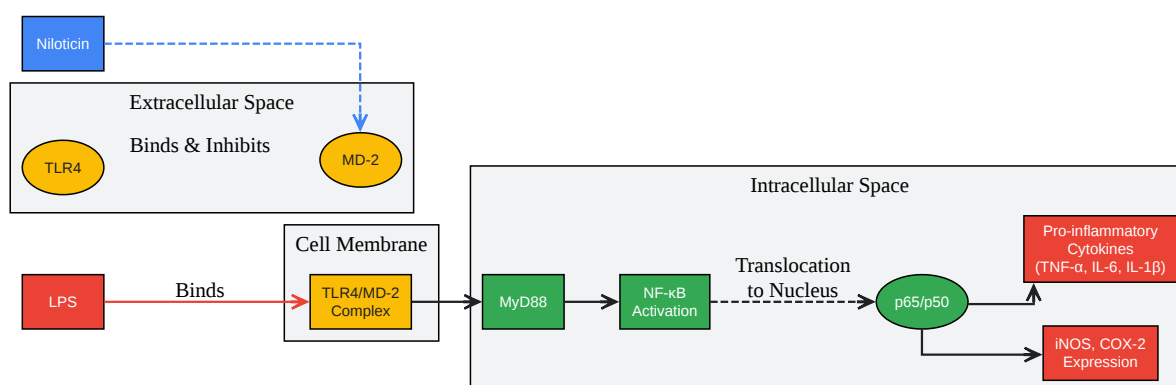 Niloticin
Extracellular Space
Binds & Inhibits
TLR4
MD-2
Intracellular Space
Cell Membrane
LPS
Binds
TLR4/MD-2
Complex
MyD88
NF-κB
Activation
Translocation
to Nucleus
p65/p50
Pro-inflammatory
Cytokines
(TNF-α, IL-6, IL-1β)
iNOS, COX-2
Expression